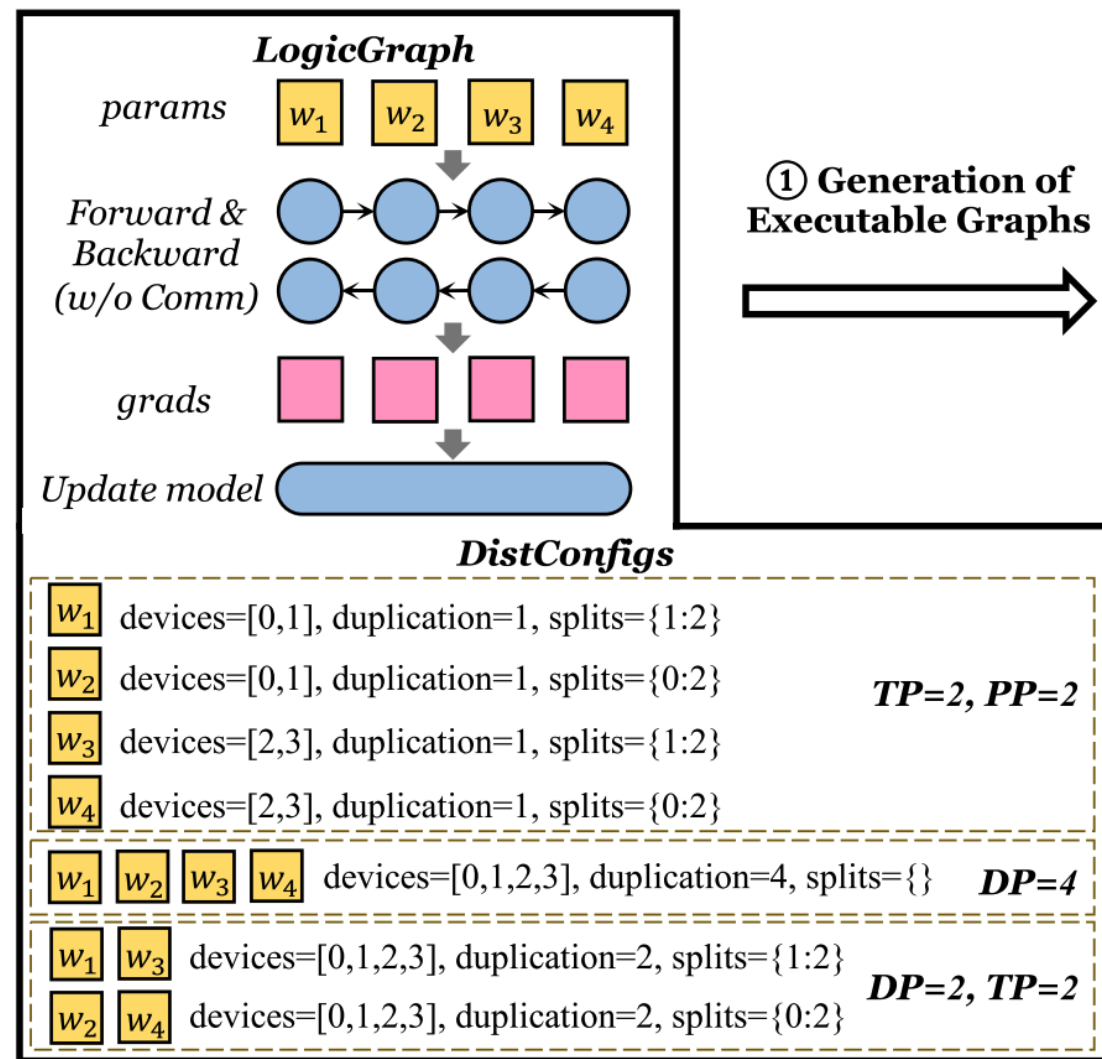 LogicGraph
params
w₁ w₂ w₃ w₄
① Generation of
Executable Graphs
Forward &
Backward
(w/o Comm)
grads
Update model
DistConfigs
w₁ devices=[0,1], duplication=1, splits={1:2}
w₂ devices=[0,1], duplication=1, splits={0:2}
TP=2, PP=2
w₃ devices=[2,3], duplication=1, splits={1:2}
w₄ devices=[2,3], duplication=1, splits={0:2}
w₁ w₂ w₃ w₄ devices=[0,1,2,3], duplication=4, splits={} DP=4
w₁ w₃ devices=[0,1,2,3], duplication=2, splits={1:2}
DP=2, TP=2
w₂ w₄ devices=[0,1,2,3], duplication=2, splits={0:2}